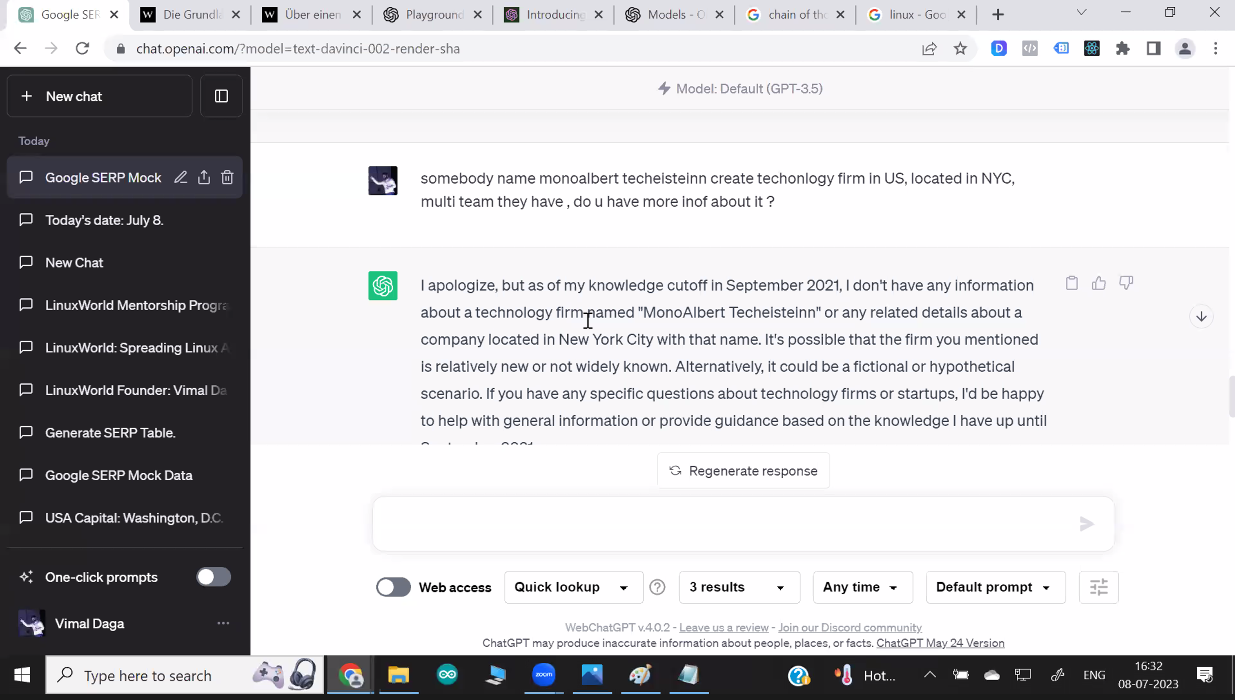 Google SER
Die Grundl
Über einen
Playground
Introducing
Models - O
chain of tho
linux - Goo
chat.openai.com/?model=text-davinci-002-render-sha
New chat
Model: Default (GPT-3.5)
Today
Google SERP Mock
Today's date: July 8.
New Chat
LinuxWorld Mentorship Progra
LinuxWorld: Spreading Linux A
LinuxWorld Founder: Vimal Da
Generate SERP Table.
Google SERP Mock Data
USA Capital: Washington, D.C.
One-click prompts
Vimal Daga
somebody name monoalbert techeisteinn create techonlogy firm in US, located in NYC,
multi team they have , do u have more inof about it ?
I apologize, but as of my knowledge cutoff in September 2021, I don't have any information
about a technology firm named "MonoAlbert Techeisteinn" or any related details about a
company located in New York City with that name. It's possible that the firm you mentioned
is relatively new or not widely known. Alternatively, it could be a fictional or hypothetical
scenario. If you have any specific questions about technology firms or startups, I'd be happy
to help with general information or provide guidance based on the knowledge I have up until
September 2021.
Regenerate response
Web access
Quick lookup
3 results
Any time
Default prompt
WebChatGPT v.4.0.2 - Leave us a review - Join our Discord community
ChatGPT may produce inaccurate information about people, places, or facts. ChatGPT May 24 Version
Type here to search
zoom
Hot...
ENG
16:32
08-07-2023